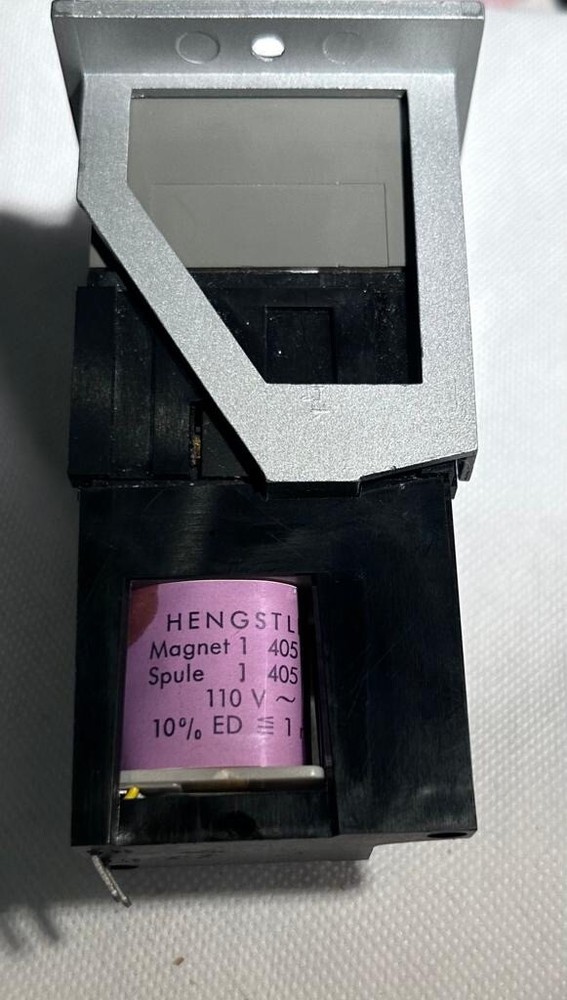 HENGSTL
Magnet 1 405
Spule 1 405
110 V ~
10% ED ≦ 1